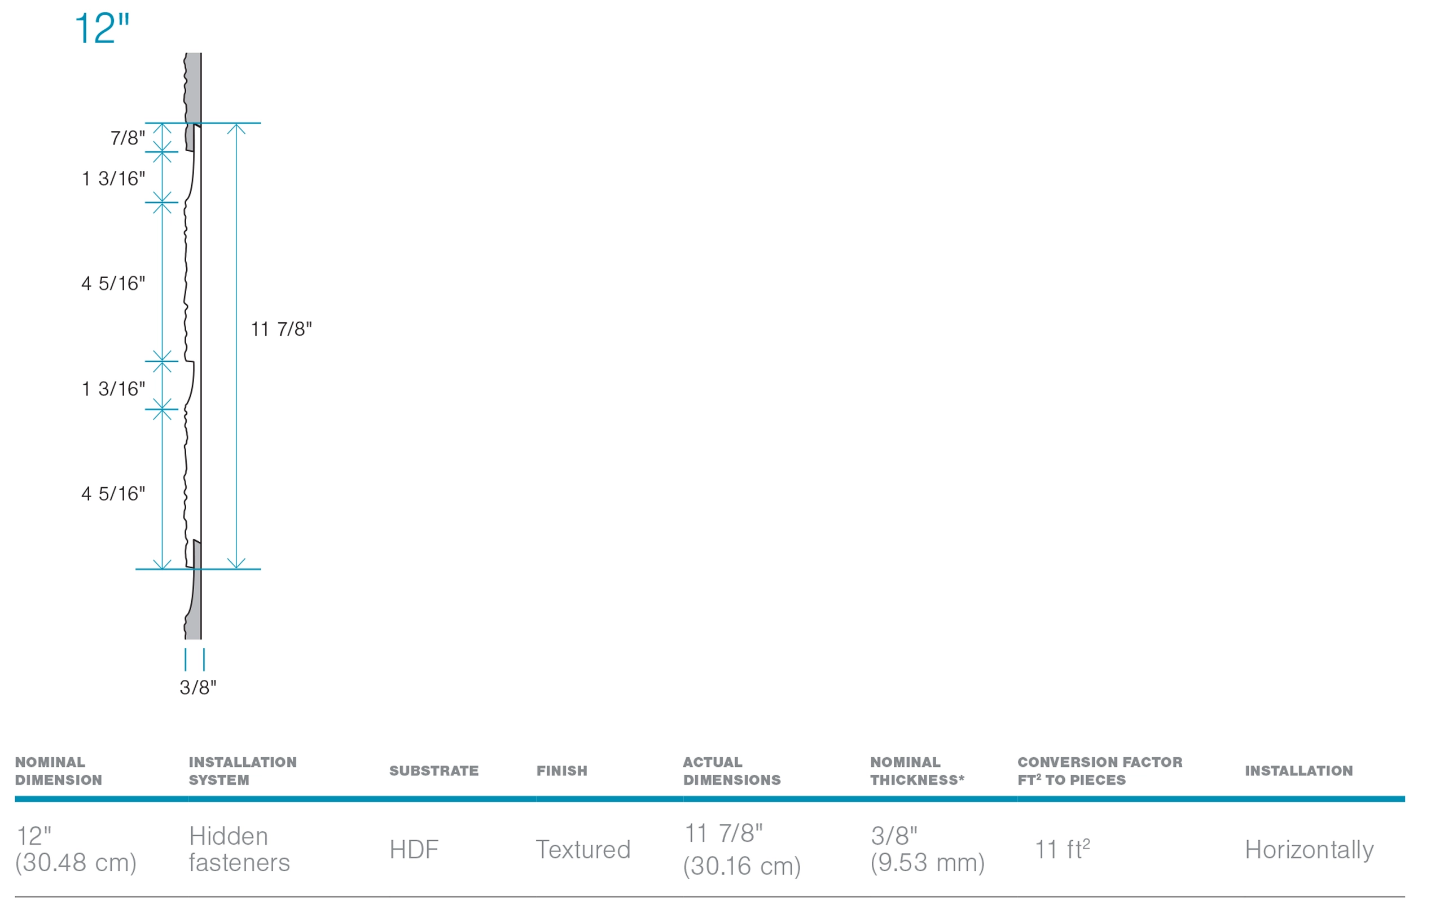 12"
7/8"
1 3/16"
4 5/16"
11 7/8"
1 3/16"
4 5/16"
3/8"
NOMINAL
DIMENSION
INSTALLATION
SYSTEM
SUBSTRATE
FINISH
ACTUAL
DIMENSIONS
NOMINAL
THICKNESS*
CONVERSION FACTOR
FT² TO PIECES
INSTALLATION
12"
(30.48 cm)
Hidden
fasteners
HDF
Textured
11 7/8"
(30.16 cm)
3/8"
(9.53 mm)
11 ft²
Horizontally